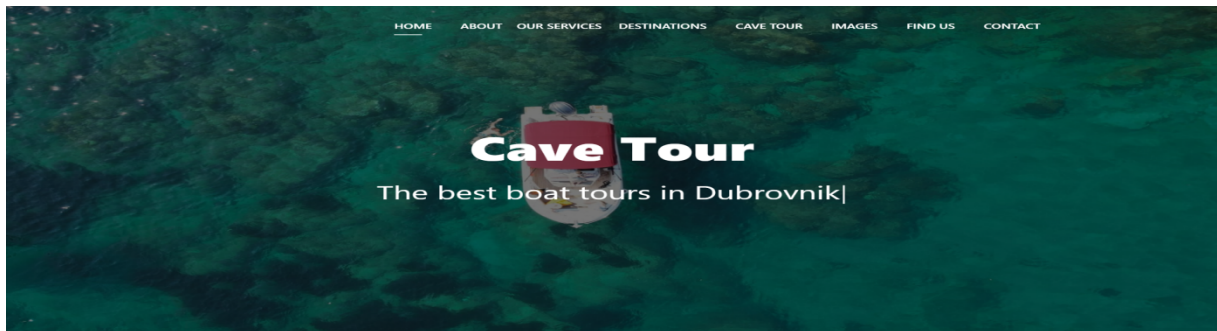 HOME ABOUT OUR SERVICES DESTINATIONS CAVE TOUR IMAGES FIND US CONTACT
Cave Tour
The best boat tours in Dubrovnik|